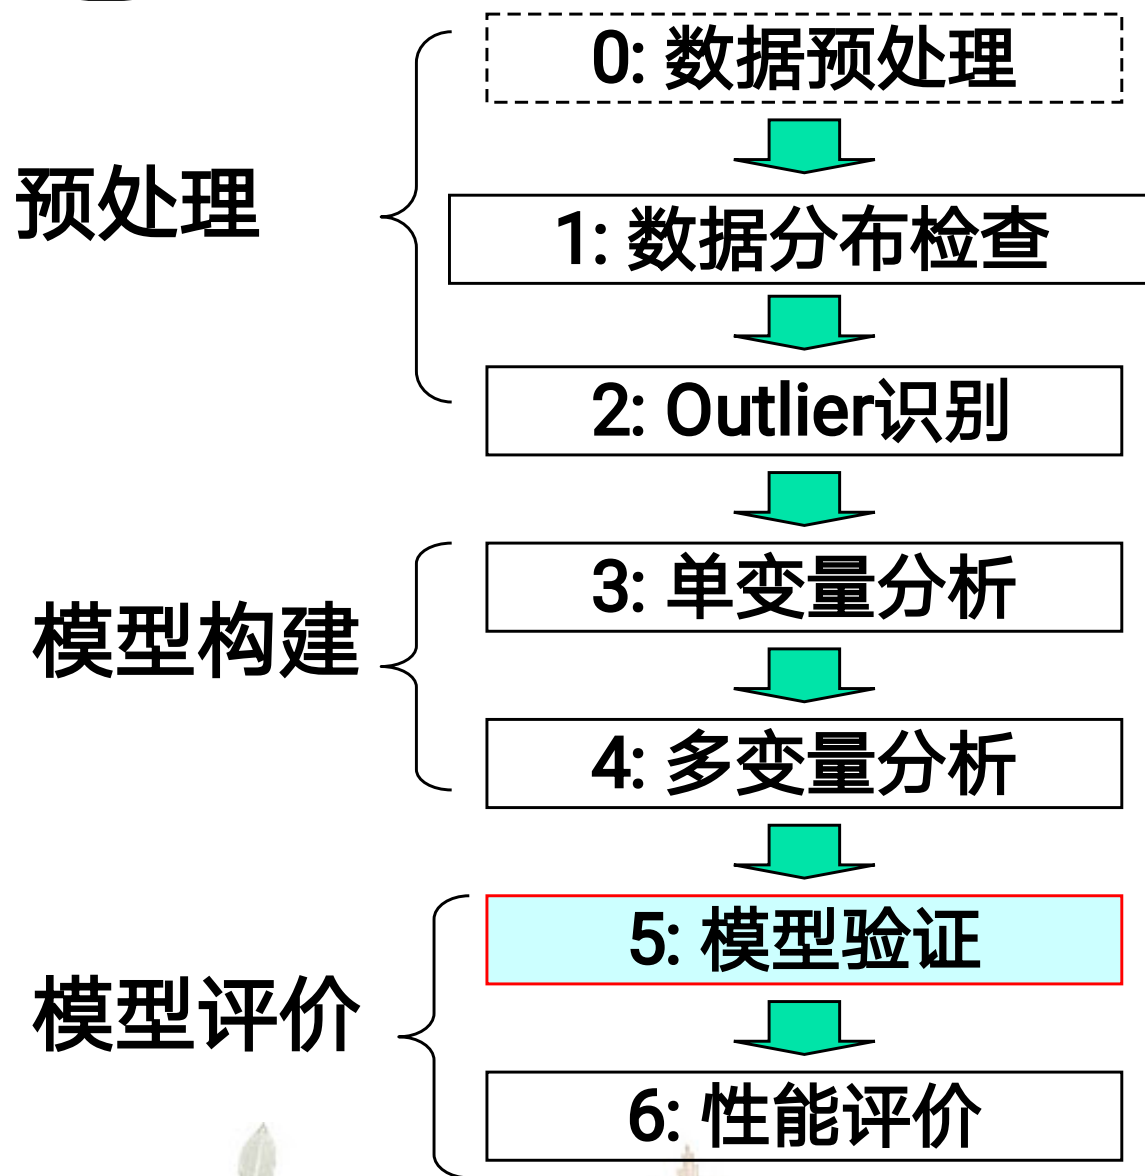 0: 数据预处理
预处理
1: 数据分布检查
2: Outlier识别
3: 单变量分析
模型构建
4: 多变量分析
5: 模型验证
模型评价
6: 性能评价